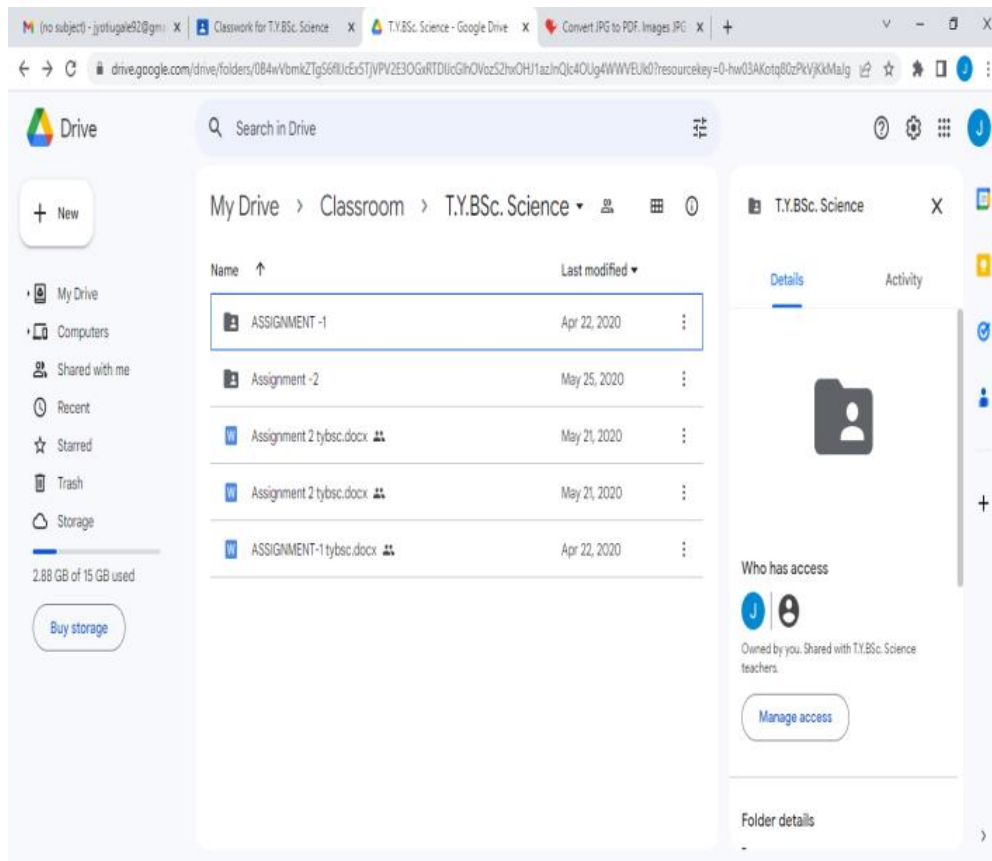 (no subject) - jyotiugale92@gm
Classwork for T.Y.BSc. Science
T.Y.BSc. Science - Google Drive
Convert JPG to PDF. Images JPG
drive.google.com/drive/folders/
Drive
Search in Drive
J
New
My Drive
Computers
Shared with me
Recent
Starred
Trash
Storage
2.88 GB of 15 GB used
Buy storage
My Drive > Classroom > T.Y.BSc. Science
Name Last modified
ASSIGNMENT -1 Apr 22, 2020
Assignment -2 May 25, 2020
Assignment 2 tybsc.docx May 21, 2020
Assignment 2 tybsc.docx May 21, 2020
ASSIGNMENT-1 tybsc.docx Apr 22, 2020
T.Y.BSc. Science
Details Activity
Who has access
J
Owned by you. Shared with T.Y.BSc. Science
teachers.
Manage access
Folder details